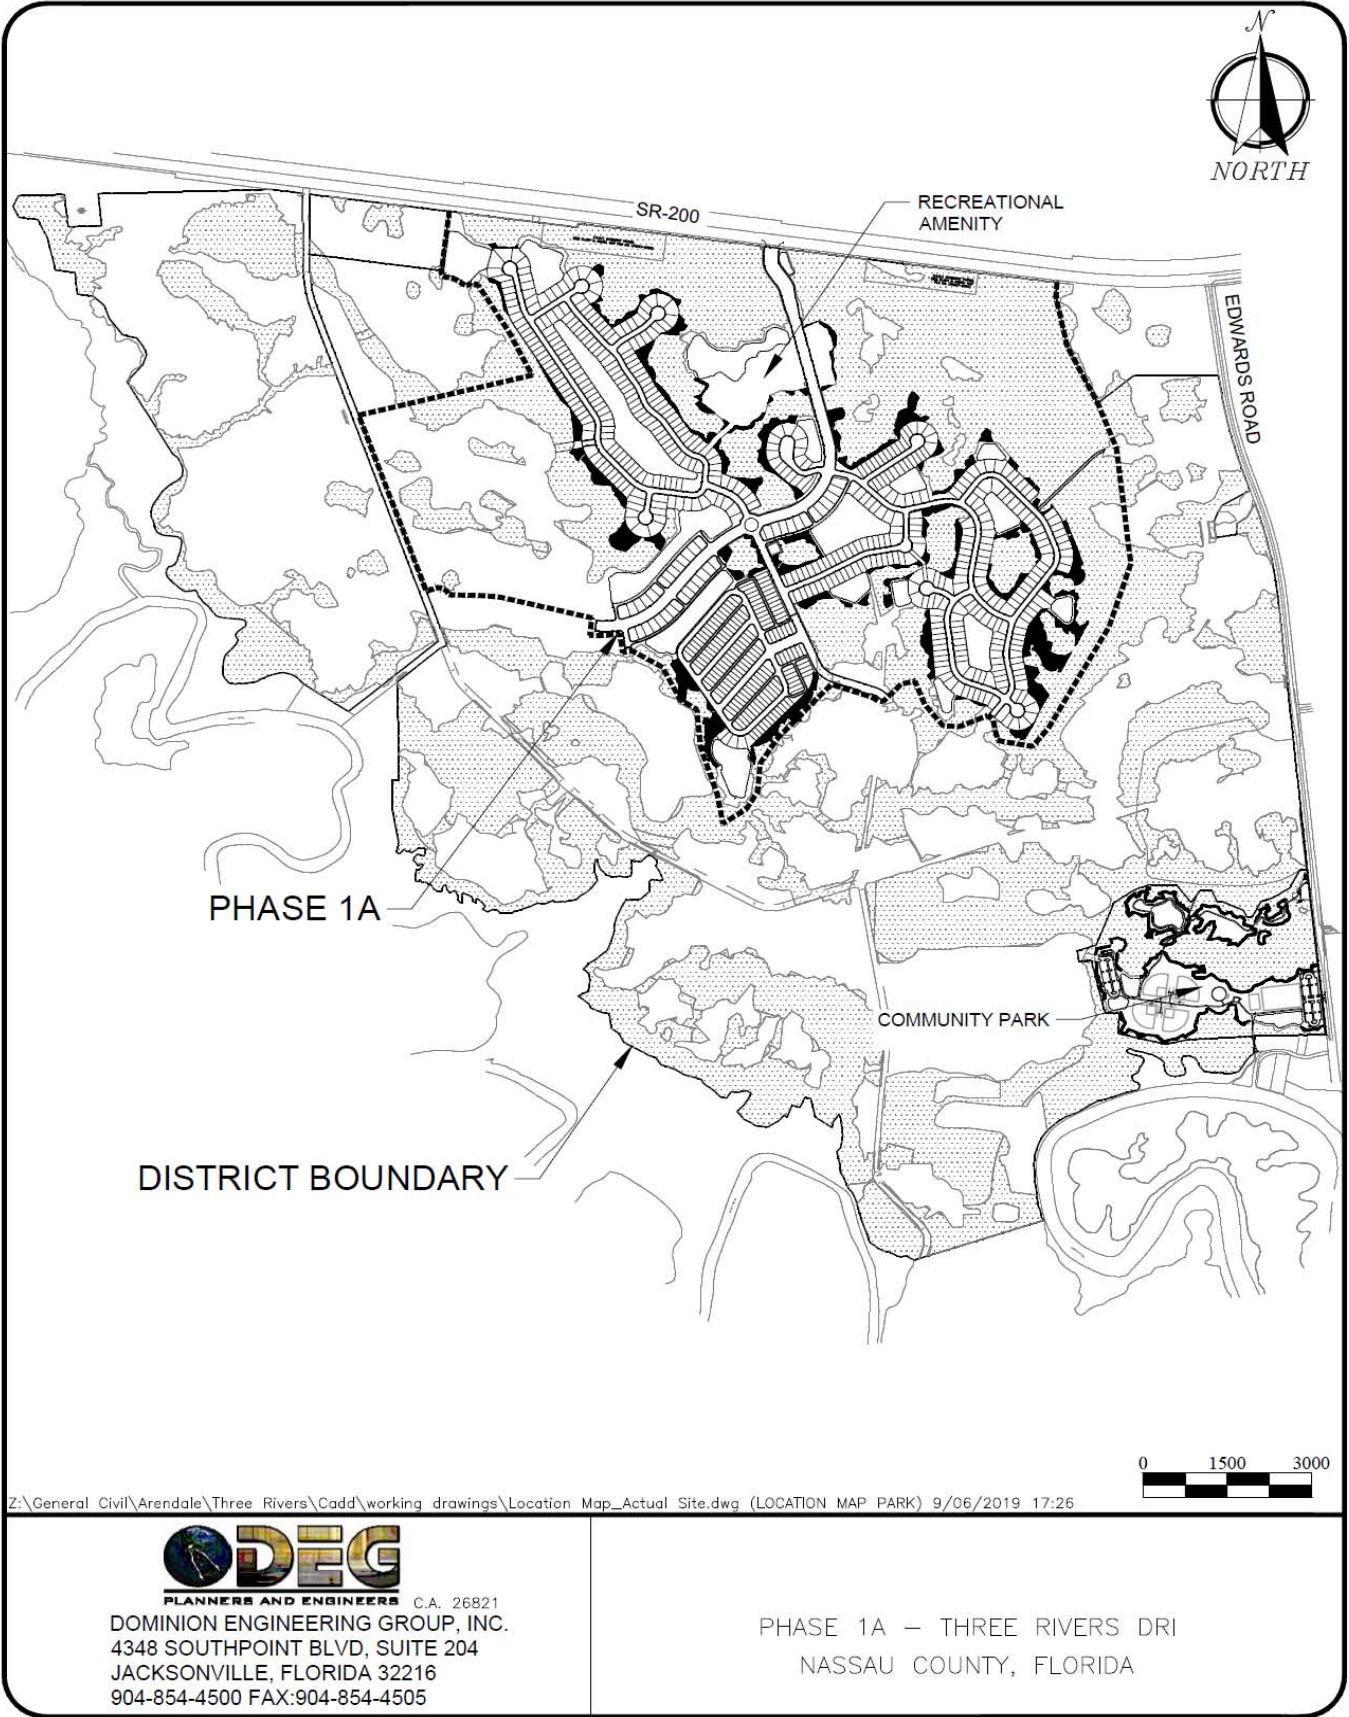 N
NORTH
RECREATIONAL
AMENITY
SR-200
EDWARDS ROAD
PHASE 1A
COMMUNITY PARK
DISTRICT BOUNDARY
0 1500 3000
Z:\General Civil\Arendale\Three Rivers\Cadd\working drawings\Location Map_Actual Site.dwg (LOCATION MAP PARK) 9/06/2019 17:26
DEG
PLANNERS AND ENGINEERS C.A. 26821
DOMINION ENGINEERING GROUP, INC.
4348 SOUTHPOINT BLVD, SUITE 204
JACKSONVILLE, FLORIDA 32216
904-854-4500 FAX:904-854-4505
PHASE 1A – THREE RIVERS DRI
NASSAU COUNTY, FLORIDA